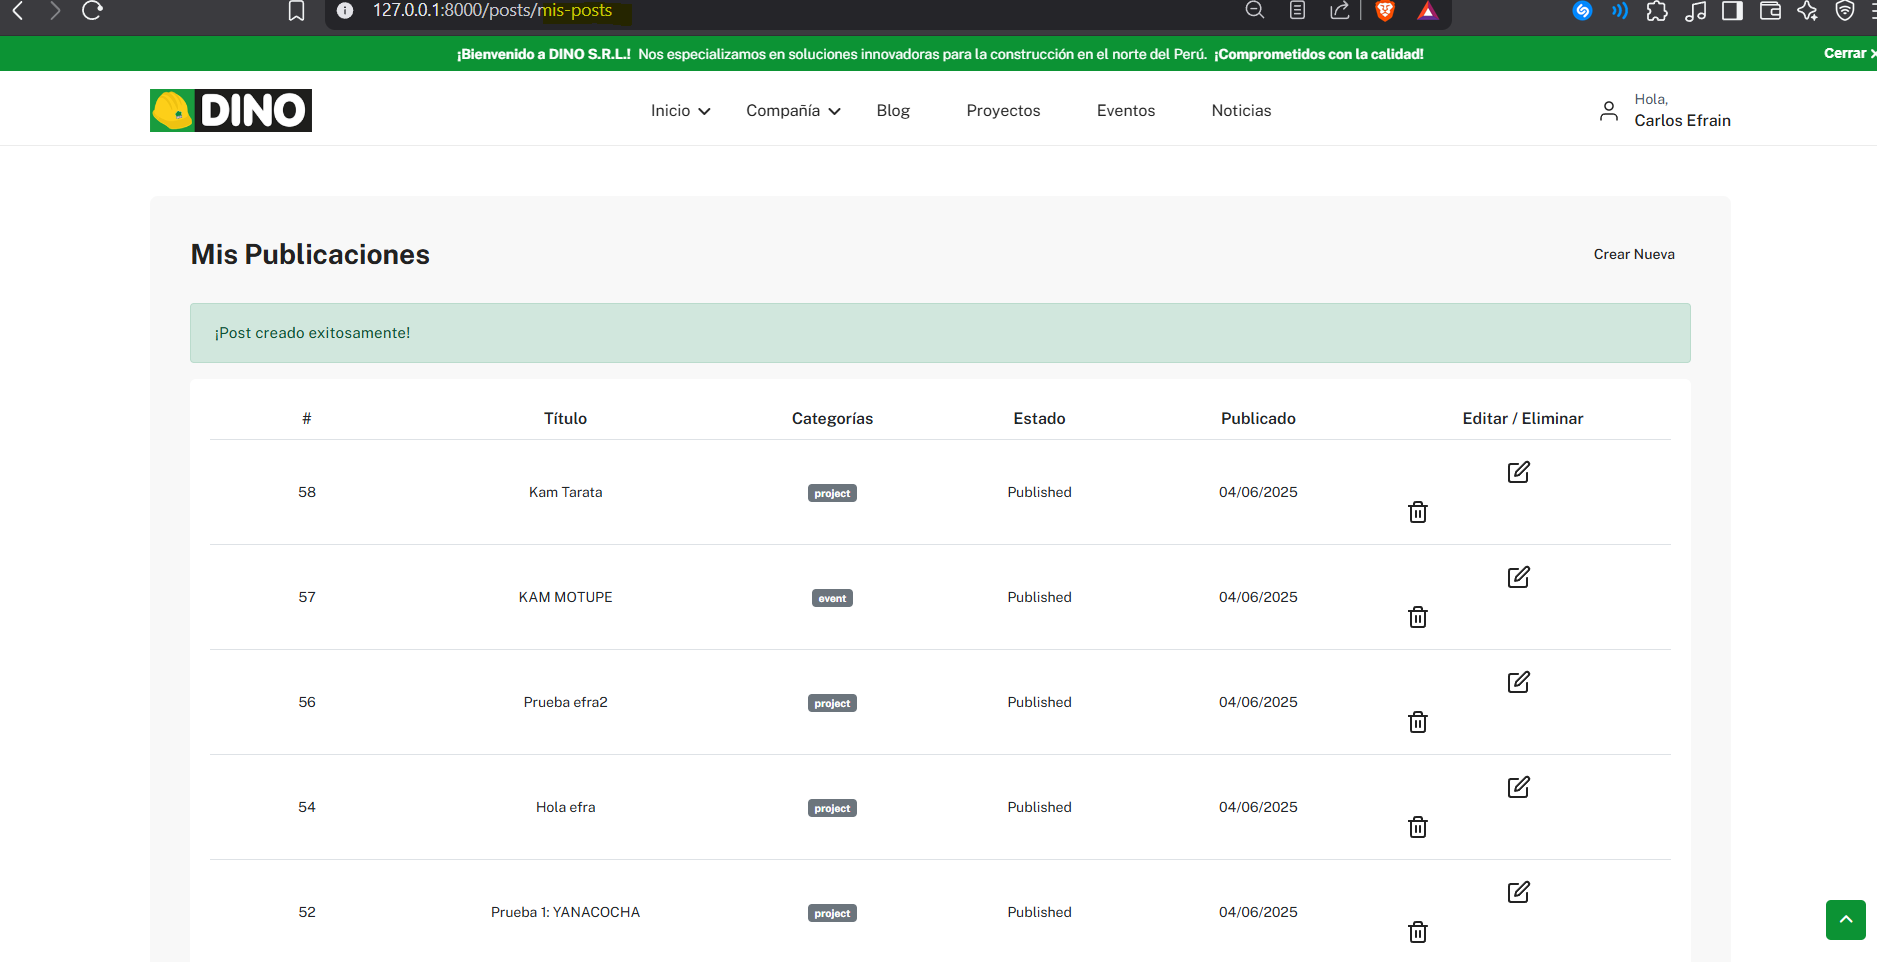 127.0.0.1:8000/posts/mis-posts
¡Bienvenido a DINO S.R.L.! Nos especializamos en soluciones innovadoras para la construcción en el norte del Perú. ¡Comprometidos con la calidad! Cerrar ×
DINO Inicio Compañía Blog Proyectos Eventos Noticias Hola,
Carlos Efrain
Mis Publicaciones Crear Nueva
¡Post creado exitosamente!
# Título Categorías Estado Publicado Editar / Eliminar
58 Kam Tarata project Published 04/06/2025
57 KAM MOTUPE event Published 04/06/2025
56 Prueba efra2 project Published 04/06/2025
54 Hola efra project Published 04/06/2025
52 Prueba 1: YANACOCHA project Published 04/06/2025